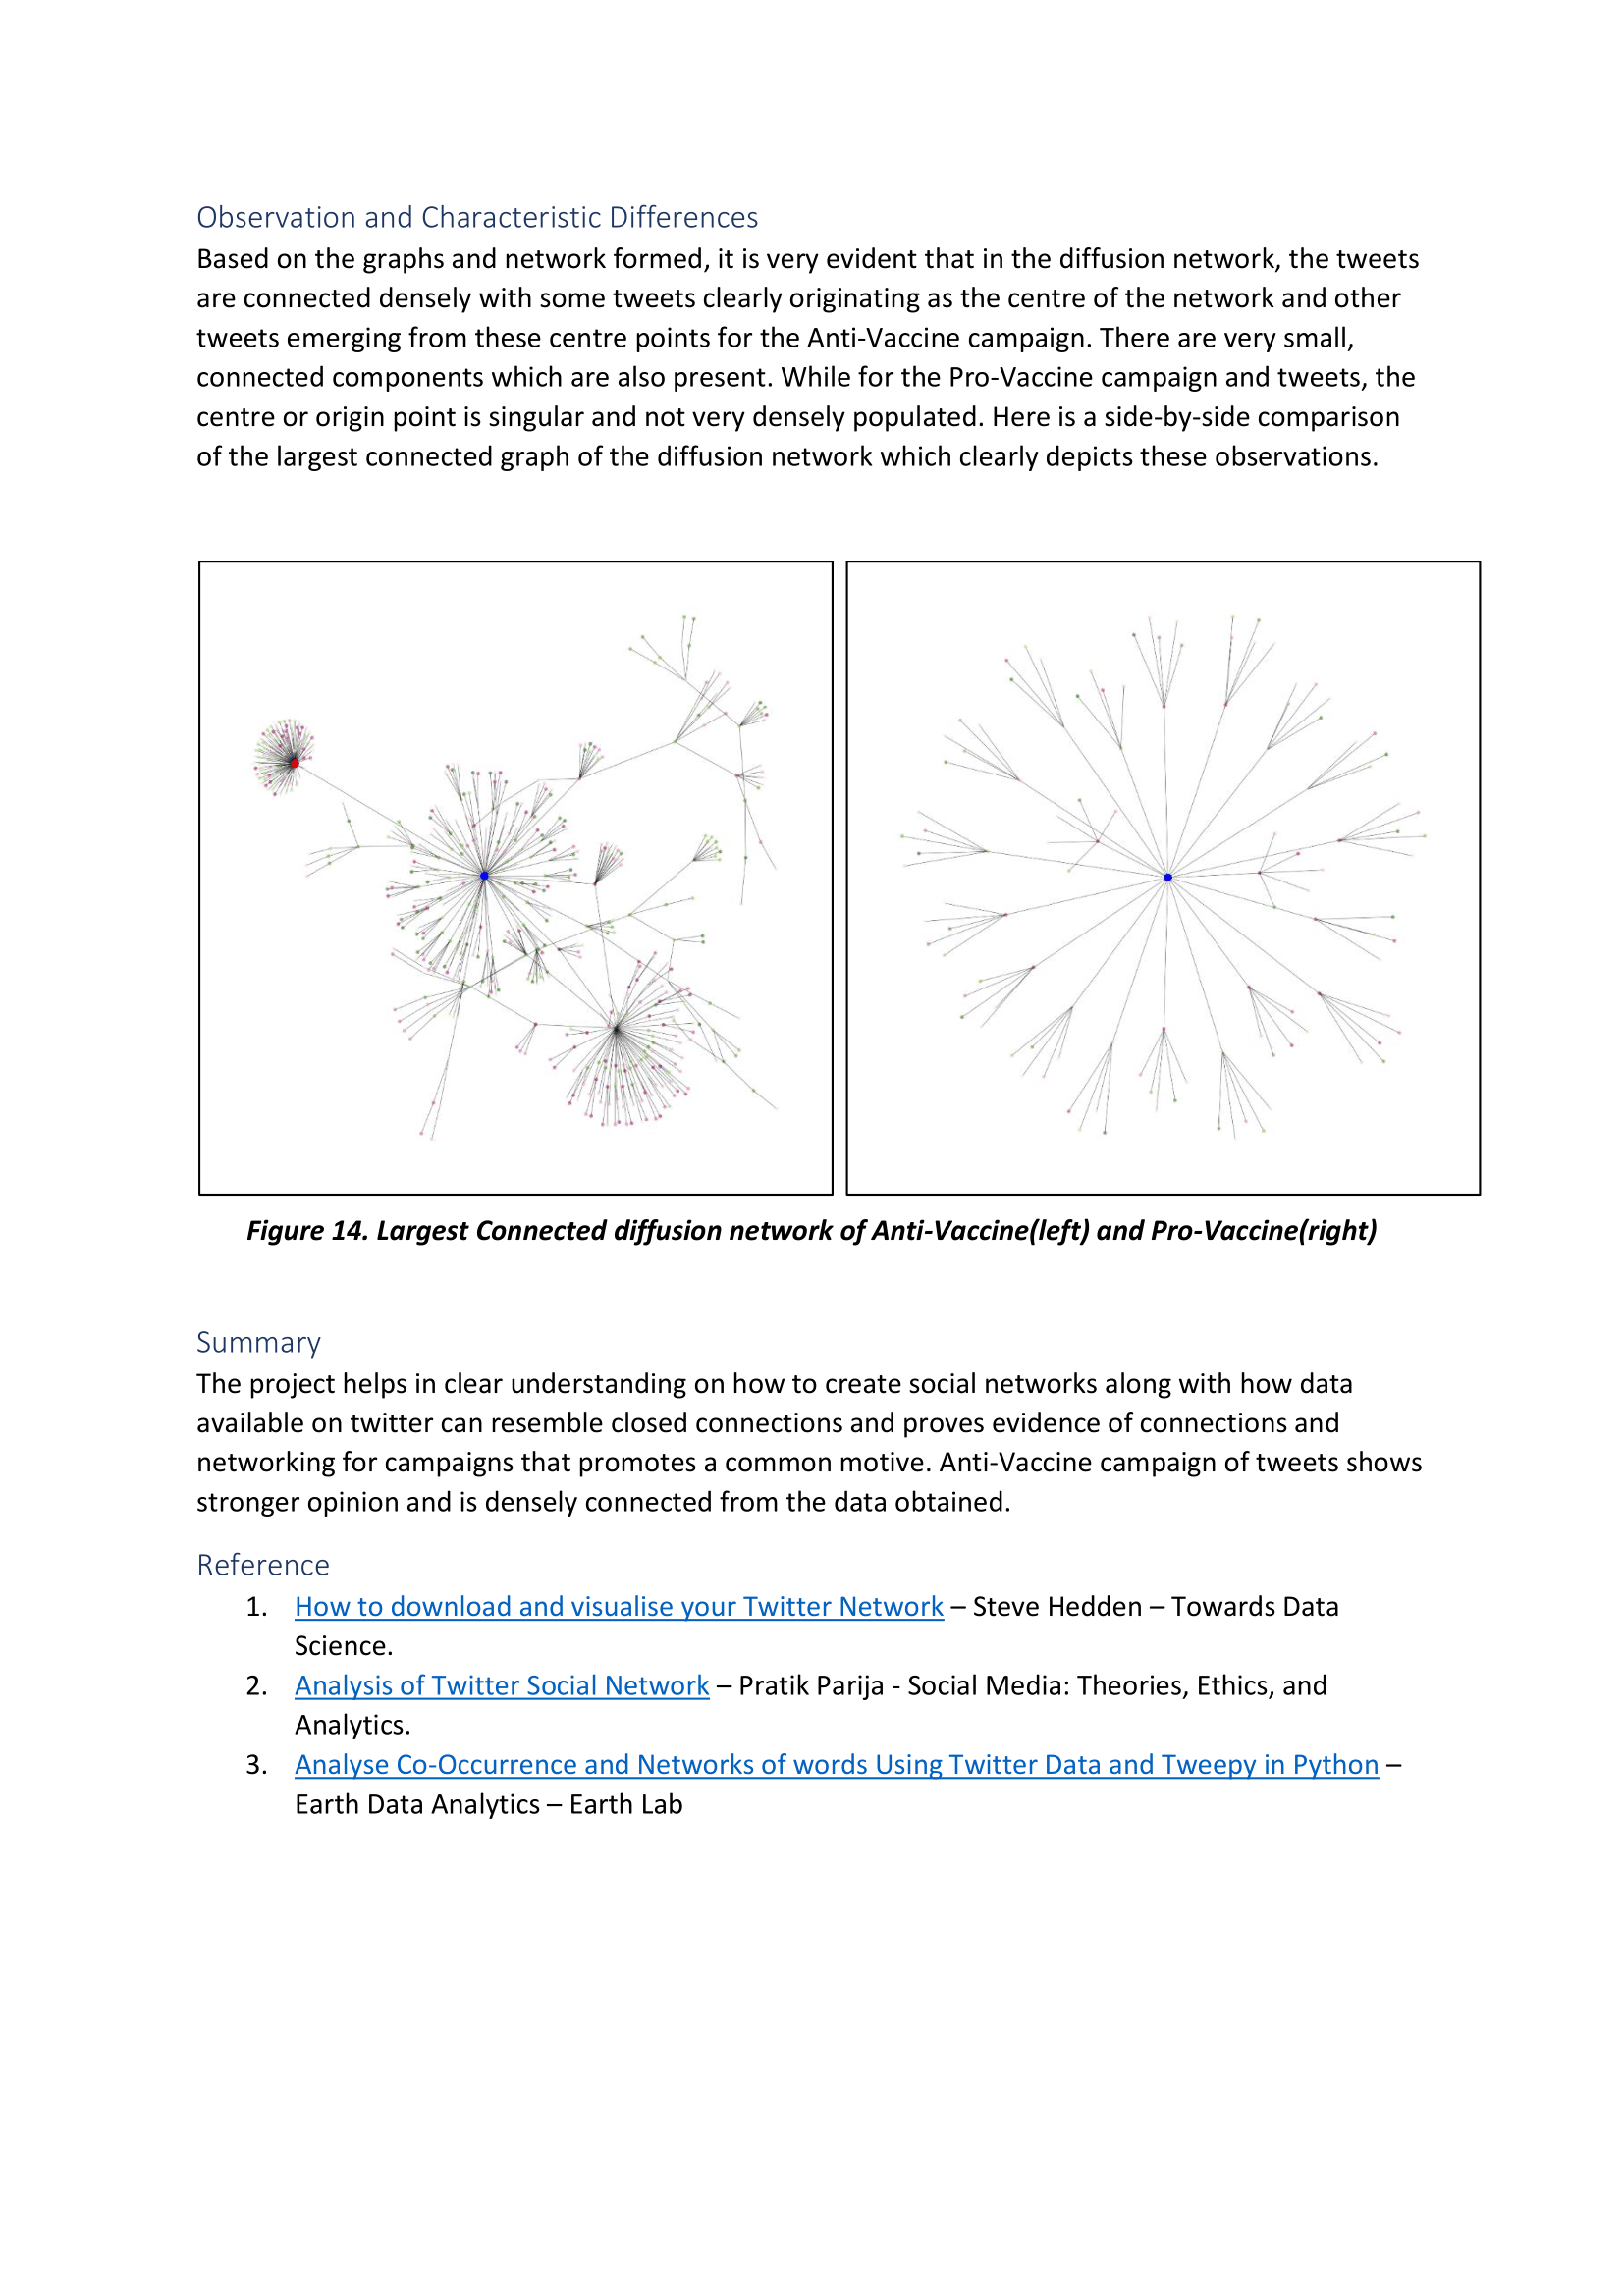 Observation and Characteristic Differences
Based on the graphs and network formed, it is very evident that in the diffusion network, the tweets
are connected densely with some tweets clearly originating as the centre of the network and other
tweets emerging from these centre points for the Anti-Vaccine campaign. There are very small,
connected components which are also present. While for the Pro-Vaccine campaign and tweets, the
centre or origin point is singular and not very densely populated. Here is a side-by-side comparison
of the largest connected graph of the diffusion network which clearly depicts these observations.
Figure 14. Largest Connected diffusion network of Anti-Vaccine(left) and Pro-Vaccine(right)
Summary
The project helps in clear understanding on how to create social networks along with how data
available on twitter can resemble closed connections and proves evidence of connections and
networking for campaigns that promotes a common motive. Anti-Vaccine campaign of tweets shows
stronger opinion and is densely connected from the data obtained.
Reference
1. How to download and visualise your Twitter Network – Steve Hedden – Towards Data
Science.
2. Analysis of Twitter Social Network – Pratik Parija - Social Media: Theories, Ethics, and
Analytics.
3. Analyse Co-Occurrence and Networks of words Using Twitter Data and Tweepy in Python –
Earth Data Analytics – Earth Lab